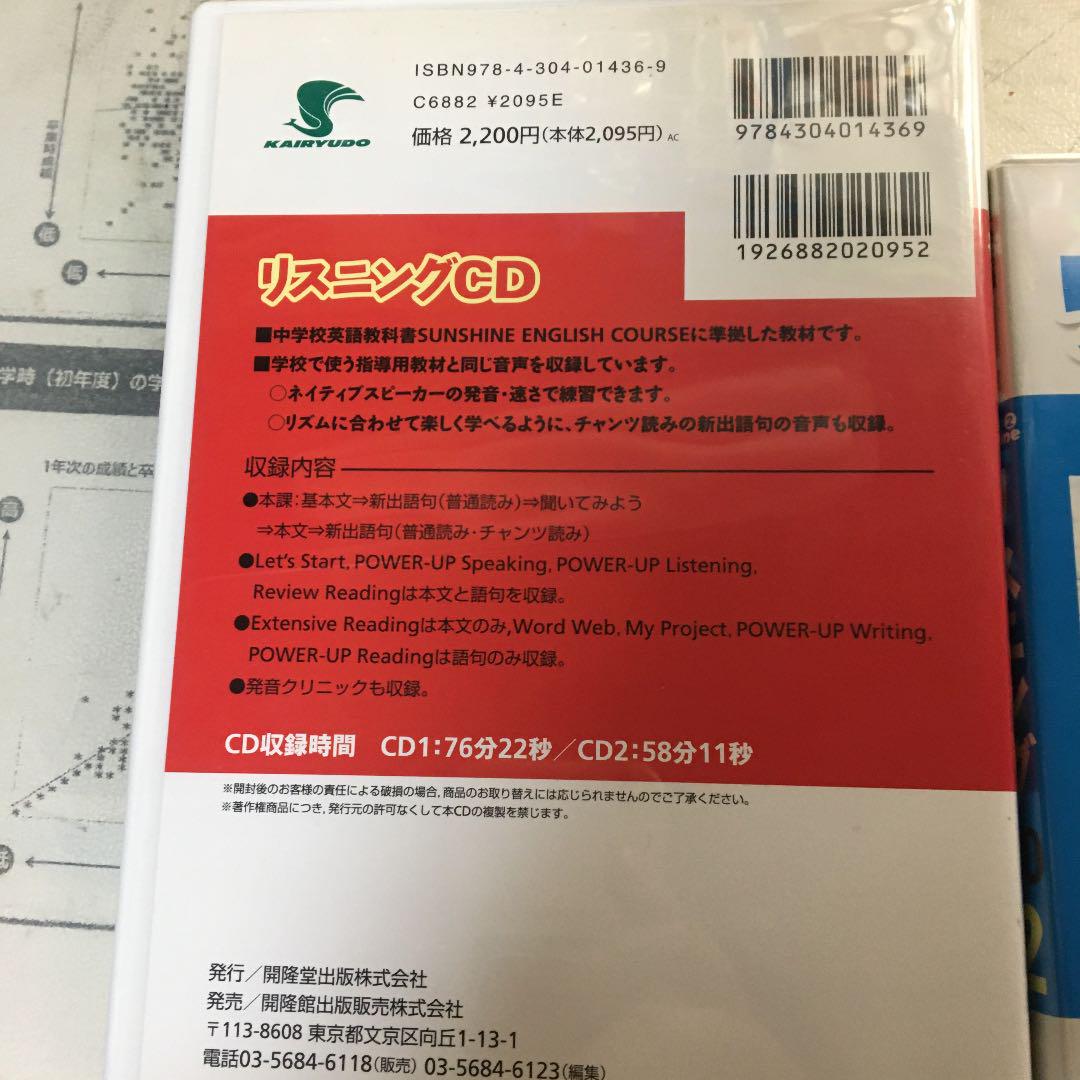 ISBN978-4-304-01436-9
C6882 ¥2095E
価格 2,200円(本体2,095円) AC
KAIRYUDO
9784304014369
1926882020952
リスニングCD
■中学校英語教科書SUNSHINE ENGLISH COURSEに準拠した教材です。
■学校で使う指導用教材と同じ音声を収録しています。
○ネイティブスピーカーの発音・速さで練習できます。
○リズムに合わせて楽しく学べるように、チャンツ読みの新出語句の音声も収録。
収録内容
●本課:基本文⇒新出語句(普通読み)⇒聞いてみよう
⇒本文⇒新出語句(普通読み・チャンツ読み)
●Let's Start, POWER-UP Speaking, POWER-UP Listening,
Review Readingは本文と語句を収録。
●Extensive Readingは本文のみ,Word Web, My Project, POWER-UP Writing,
POWER-UP Readingは語句のみ収録。
●発音クリニックも収録。
CD収録時間 CD1:76分22秒/CD2:58分11秒
※開封後のお客様の責任による破損の場合,商品のお取り替えには応じられませんのでご了承ください。
※著作権商品につき,発行元の許可なくして本CDの複製を禁じます。
発行/開隆堂出版株式会社
発売/開隆館出版販売株式会社
〒113-8608 東京都文京区向丘1-13-1
電話03-5684-6118(販売) 03-5684-6123(編集)
卒業時成績
低
低
学時(初年度)の学
1年次の成績と卒
高
低
2